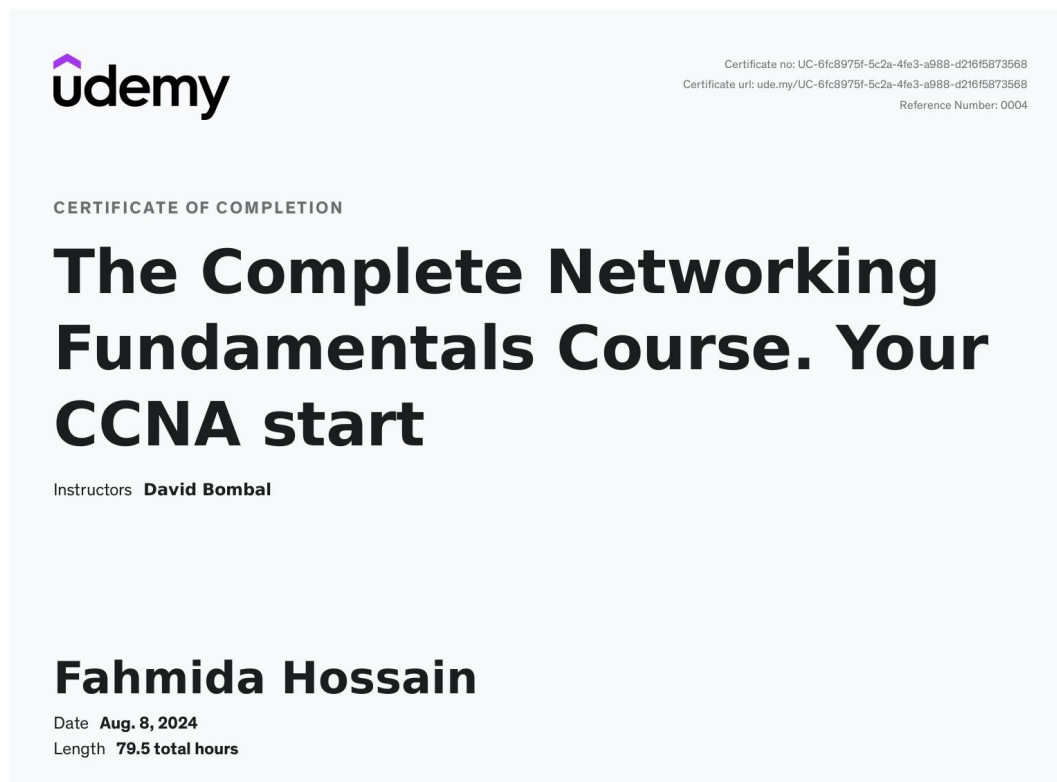 udemy
Certificate no: UC-6fc8975f-5c2a-4fe3-a988-d216f5873568
Certificate url: ude.my/UC-6fc8975f-5c2a-4fe3-a988-d216f5873568
Reference Number: 0004
CERTIFICATE OF COMPLETION
The Complete Networking
Fundamentals Course. Your
CCNA start
Instructors David Bombal
Fahmida Hossain
Date Aug. 8, 2024
Length 79.5 total hours